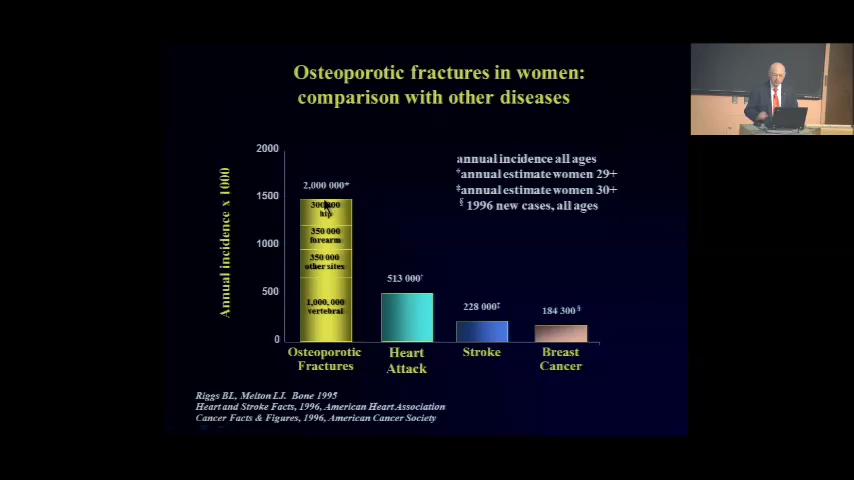 Osteoporotic fractures in women:
comparison with other diseases
Annual incidence x 1000
2000
1500
1000
500
0
annual incidence all ages
†annual estimate women 29+
‡annual estimate women 30+
§ 1996 new cases, all ages
2,000 000*
300 000
hip
350 000
forearm
350 000
other sites
1,000, 000
vertebral
513 000†
228 000‡
184 300§
Osteoporotic
Fractures
Heart
Attack
Stroke
Breast
Cancer
Riggs BL, Melton LJ. Bone 1995
Heart and Stroke Facts, 1996, American Heart Association
Cancer Facts & Figures, 1996, American Cancer Society